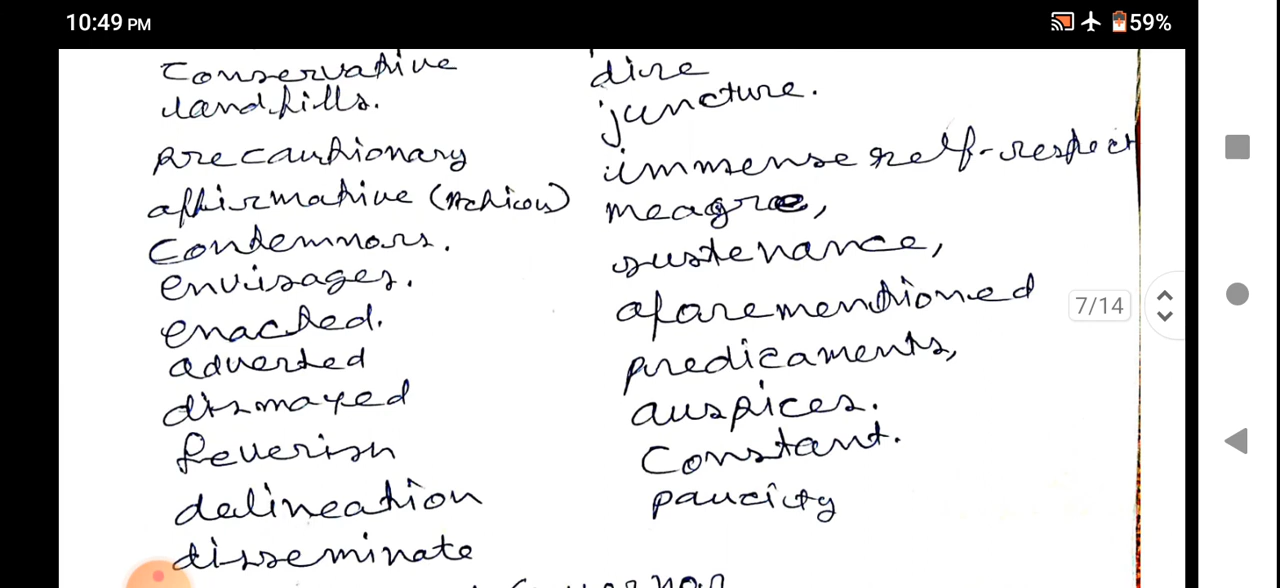 10:49 PM
59%
Conservative
landfills.
precautionary
affirmative (Action)
Condemnors.
envisages.
enacted.
adverted
dismayed
feverish
delineation
disseminate
dire
juncture.
immense self-respect
meagre,
sustenance,
aforementioned
predicaments,
auspices.
Constant.
paucity
7/14